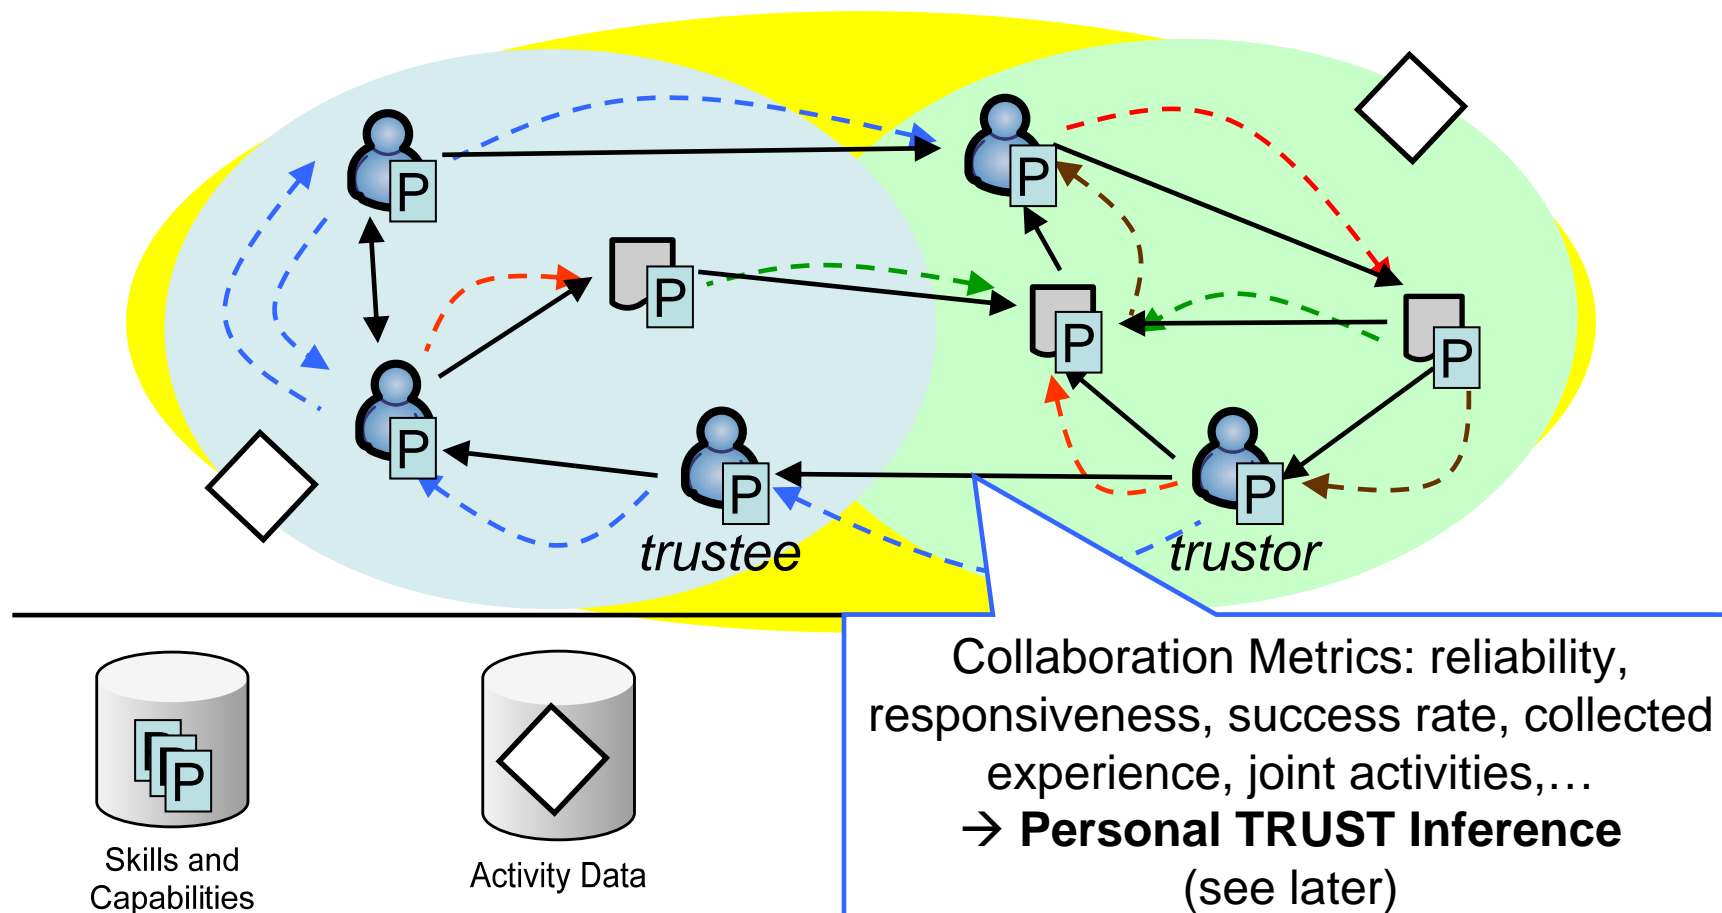 P
P
P
P
P
P
P
P
trustee
trustor
Collaboration Metrics: reliability,
responsiveness, success rate, collected
experience, joint activities,…
→ Personal TRUST Inference
(see later)
P
P
P
Skills and
Capabilities
Activity Data